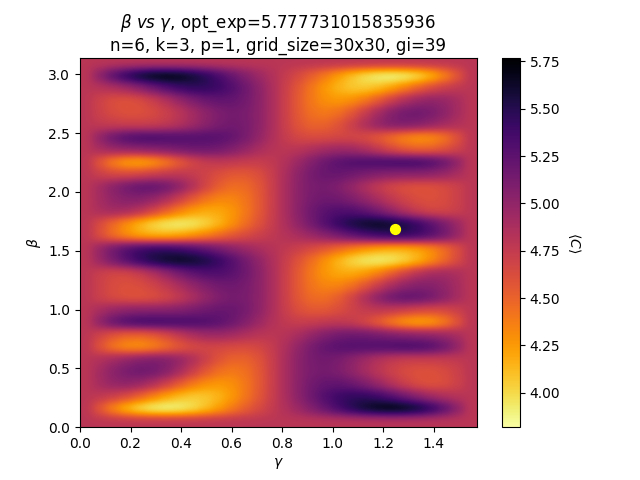 β vs γ, opt_exp=5.777731015835936
n=6, k=3, p=1, grid_size=30x30, gi=39
3.0
2.5
2.0
1.5
1.0
0.5
0.0
β
0.0 0.2 0.4 0.6 0.8 1.0 1.2 1.4
γ
5.75
5.50
5.25
5.00
4.75
4.50
4.25
4.00
⟨C⟩